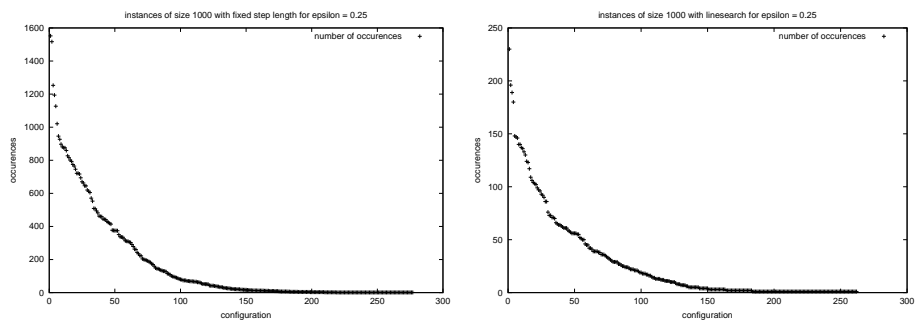 instances of size 1000 with fixed step length for epsilon = 0.25
number of occurences
1600
1400
1200
1000
800
600
400
200
0
occurences
0 50 100 150 200 250 300
configuration
instances of size 1000 with linesearch for epsilon = 0.25
number of occurences
250
200
150
100
50
0
occurences
0 50 100 150 200 250 300
configuration